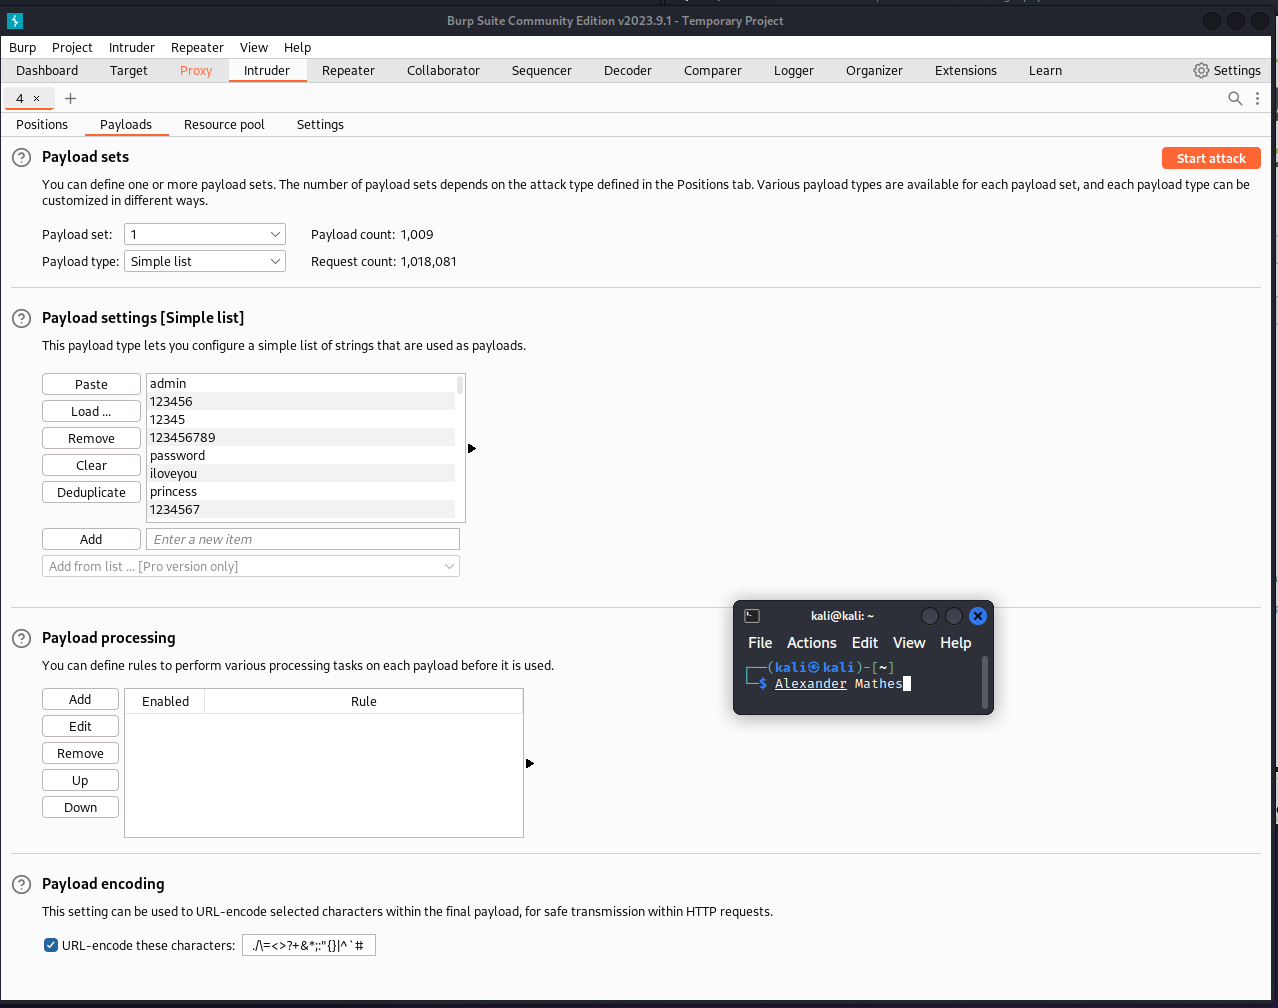 Burp Suite Community Edition v2023.9.1 - Temporary Project
Burp Project Intruder Repeater View Help
Dashboard Target Proxy Intruder Repeater Collaborator Sequencer Decoder Comparer Logger Organizer Extensions Learn Settings
4 × +
Positions Payloads Resource pool Settings
? Payload sets
Start attack
You can define one or more payload sets. The number of payload sets depends on the attack type defined in the Positions tab. Various payload types are available for each payload set, and each payload type can be
customized in different ways.
Payload set: 1 Payload count: 1,009
Payload type: Simple list Request count: 1,018,081
? Payload settings [Simple list]
This payload type lets you configure a simple list of strings that are used as payloads.
Paste
Load ...
Remove
Clear
Deduplicate
admin
123456
12345
123456789
password
iloveyou
princess
1234567
Add Enter a new item
Add from list ... [Pro version only]
? Payload processing
You can define rules to perform various processing tasks on each payload before it is used.
Add
Edit
Remove
Up
Down
Enabled Rule
kali@kali: ~
File Actions Edit View Help
┌──(kali㉿kali)-[~]
└─$ Alexander Mathes
? Payload encoding
This setting can be used to URL-encode selected characters within the final payload, for safe transmission within HTTP requests.
URL-encode these characters: ./\=<>?+&*;:"{}|^`#